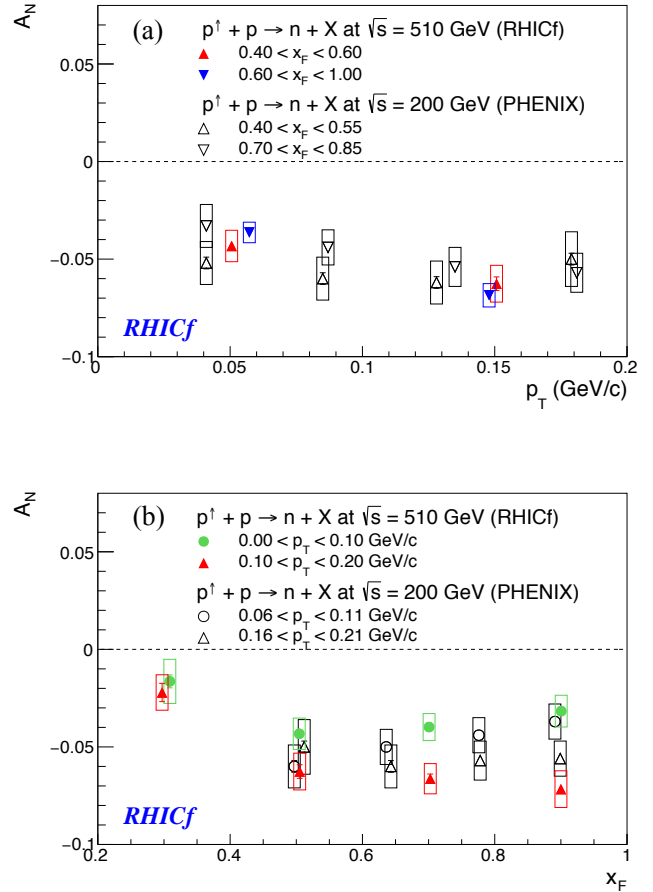 A_N
(a)
p↑ + p → n + X at √s = 510 GeV (RHICf)
0.40 < x_F < 0.60
0.60 < x_F < 1.00
p↑ + p → n + X at √s = 200 GeV (PHENIX)
0.40 < x_F < 0.55
0.70 < x_F < 0.85
0.05
0
−0.05
−0.1
RHICf
0 0.05 0.1 0.15 0.2
p_T (GeV/c)
A_N
(b)
p↑ + p → n + X at √s = 510 GeV (RHICf)
0.00 < p_T < 0.10 GeV/c
0.10 < p_T < 0.20 GeV/c
p↑ + p → n + X at √s = 200 GeV (PHENIX)
0.06 < p_T < 0.11 GeV/c
0.16 < p_T < 0.21 GeV/c
0.05
0
−0.05
−0.1
RHICf
0.2 0.4 0.6 0.8 1
x_F